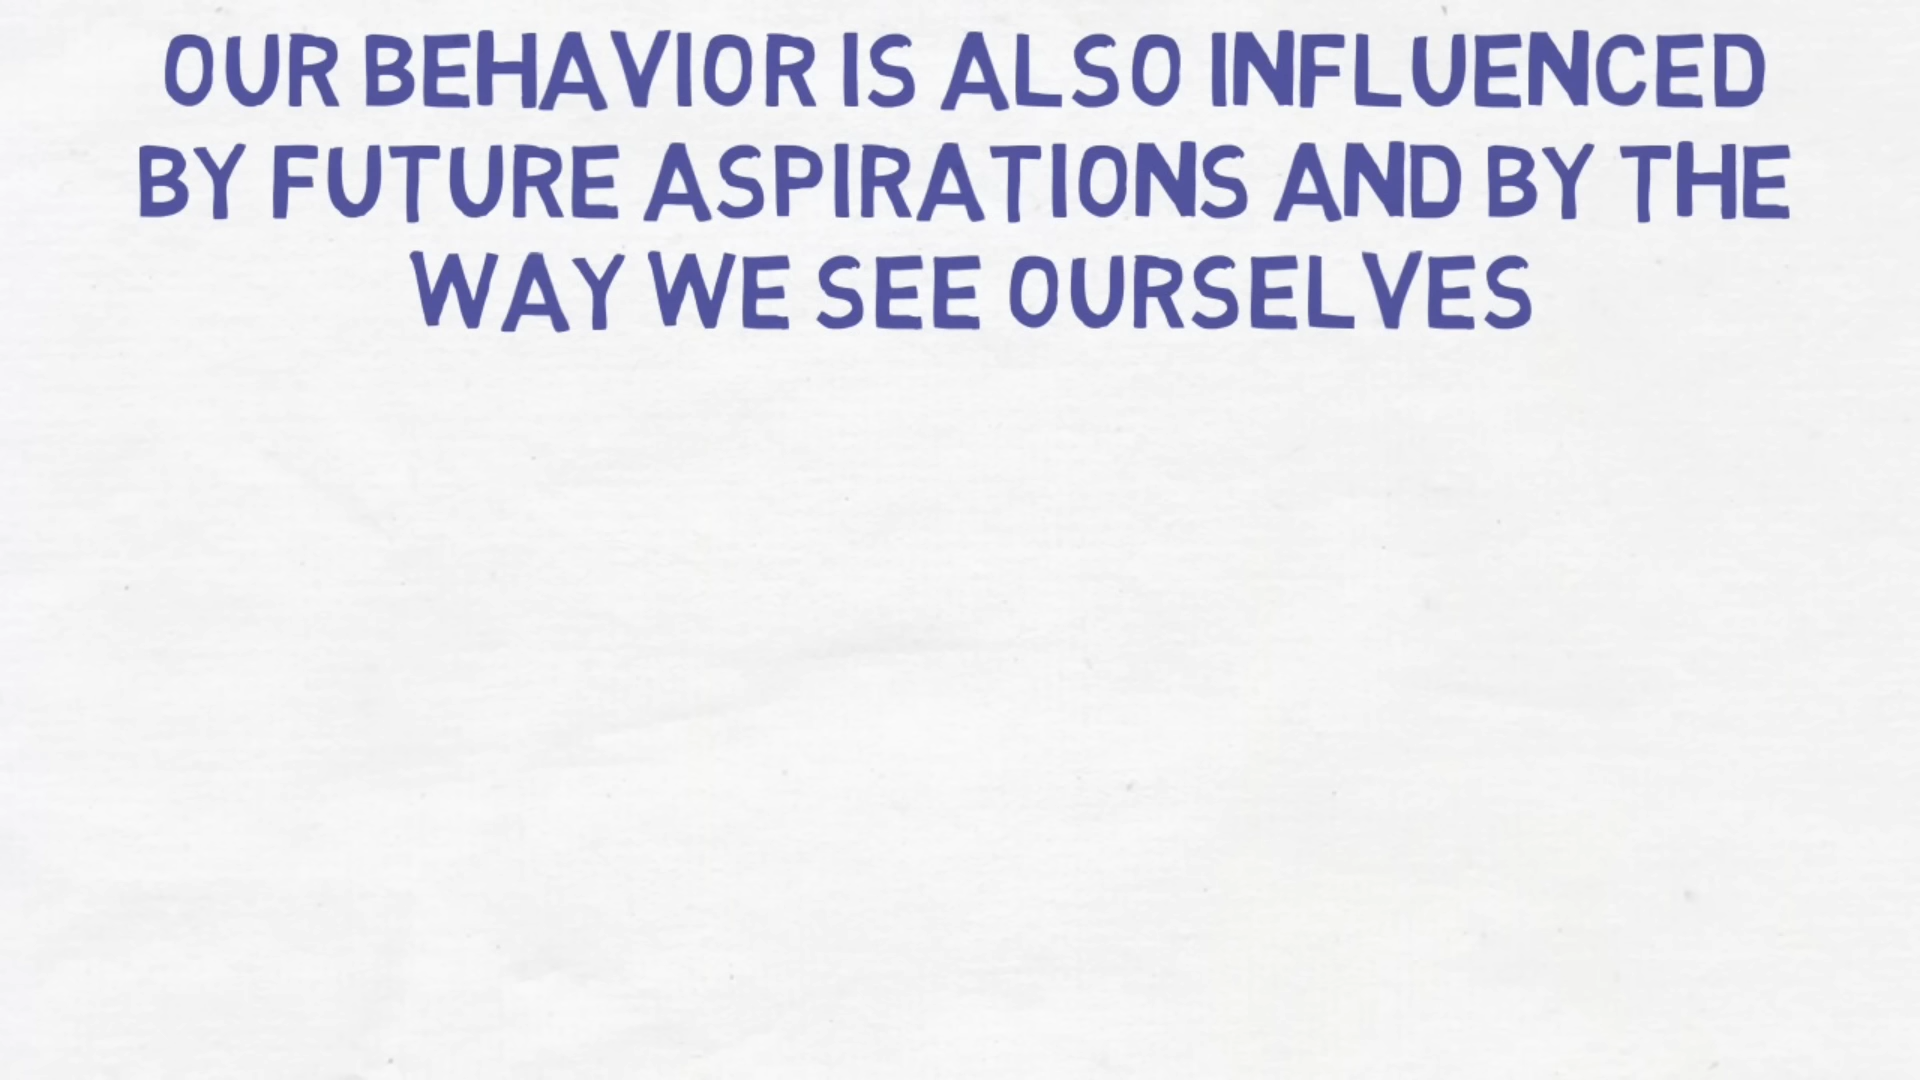 OUR BEHAVIOR IS ALSO INFLUENCED
BY FUTURE ASPIRATIONS AND BY THE
WAY WE SEE OURSELVES